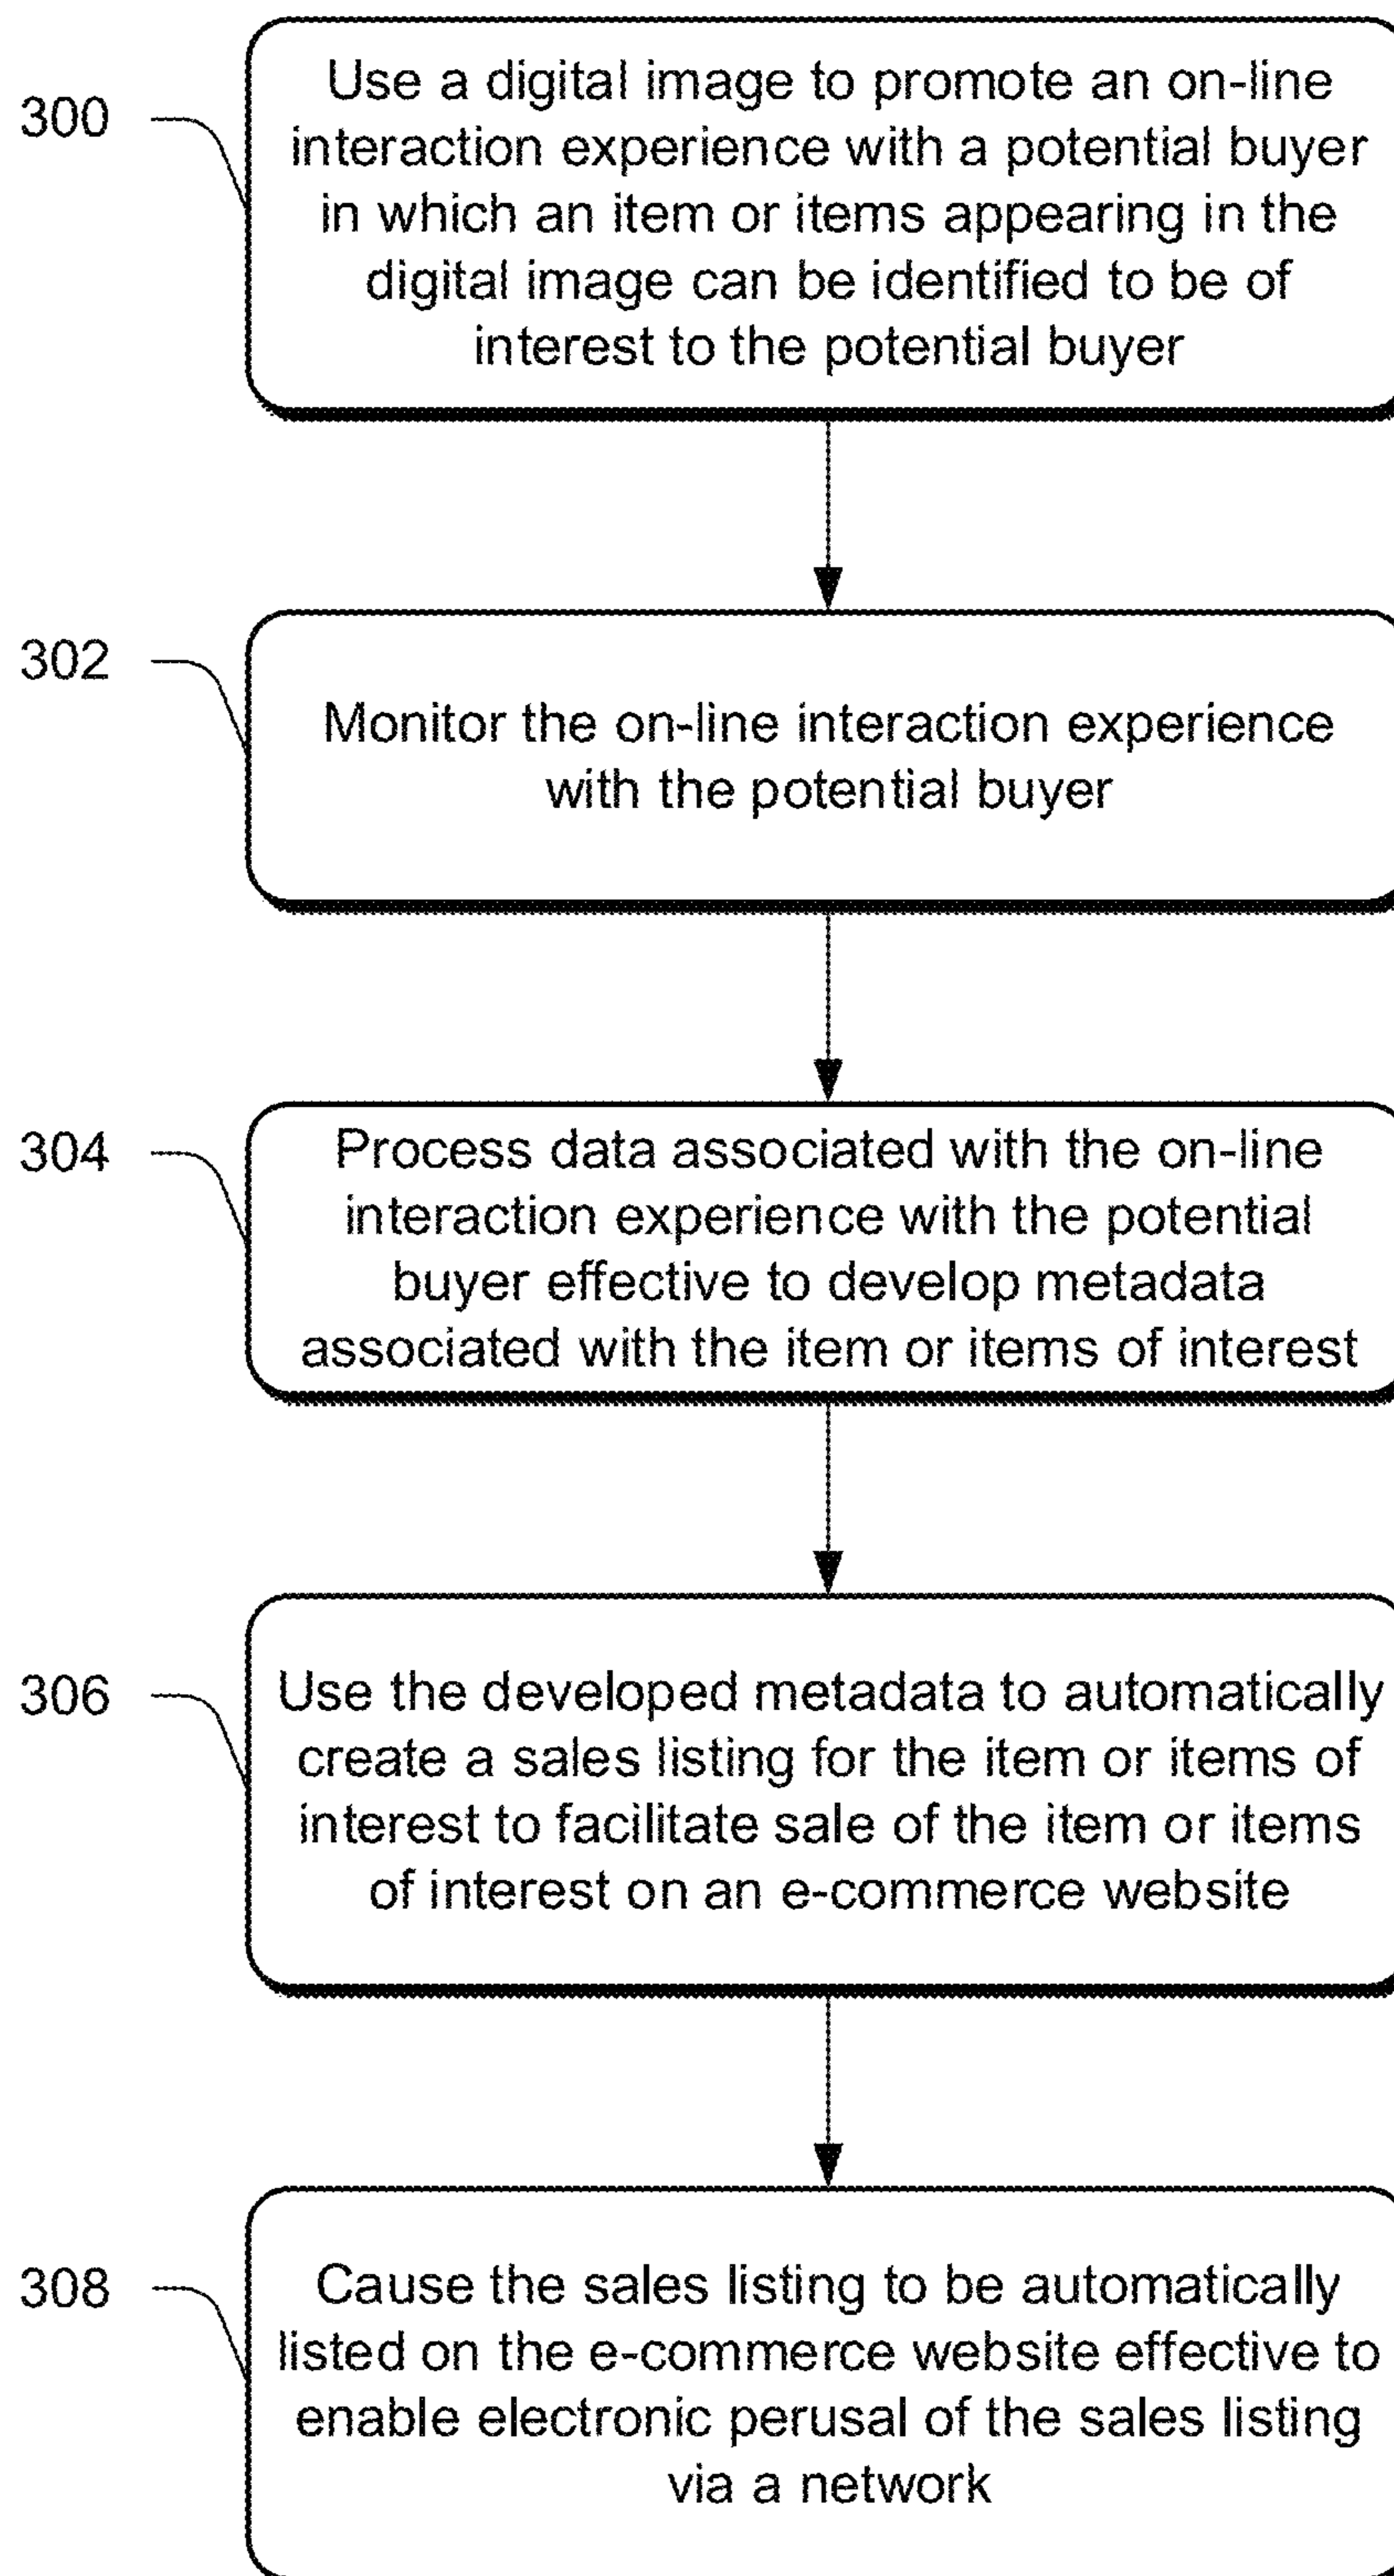 300
Use a digital image to promote an on-line
interaction experience with a potential buyer
in which an item or items appearing in the
digital image can be identified to be of
interest to the potential buyer
302
Monitor the on-line interaction experience
with the potential buyer
304
Process data associated with the on-line
interaction experience with the potential
buyer effective to develop metadata
associated with the item or items of interest
306
Use the developed metadata to automatically
create a sales listing for the item or items of
interest to facilitate sale of the item or items
of interest on an e-commerce website
308
Cause the sales listing to be automatically
listed on the e-commerce website effective to
enable electronic perusal of the sales listing
via a network